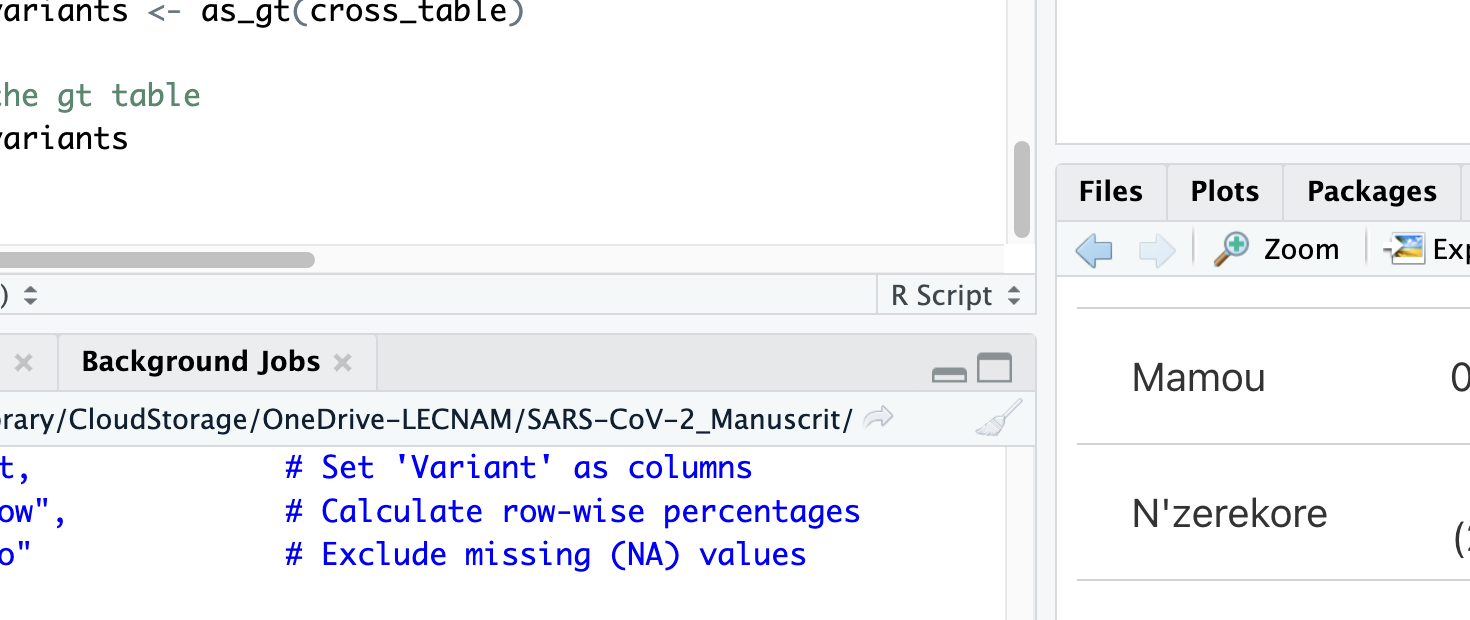 variants <- as_gt(cross_table)
the gt table
variants
)
R Script
Background Jobs
brary/CloudStorage/OneDrive-LECNAM/SARS-CoV-2_Manuscrit/
t, # Set 'Variant' as columns
ow", # Calculate row-wise percentages
o" # Exclude missing (NA) values
Files Plots Packages
Zoom Exp
Mamou 0
N'zerekore
(2